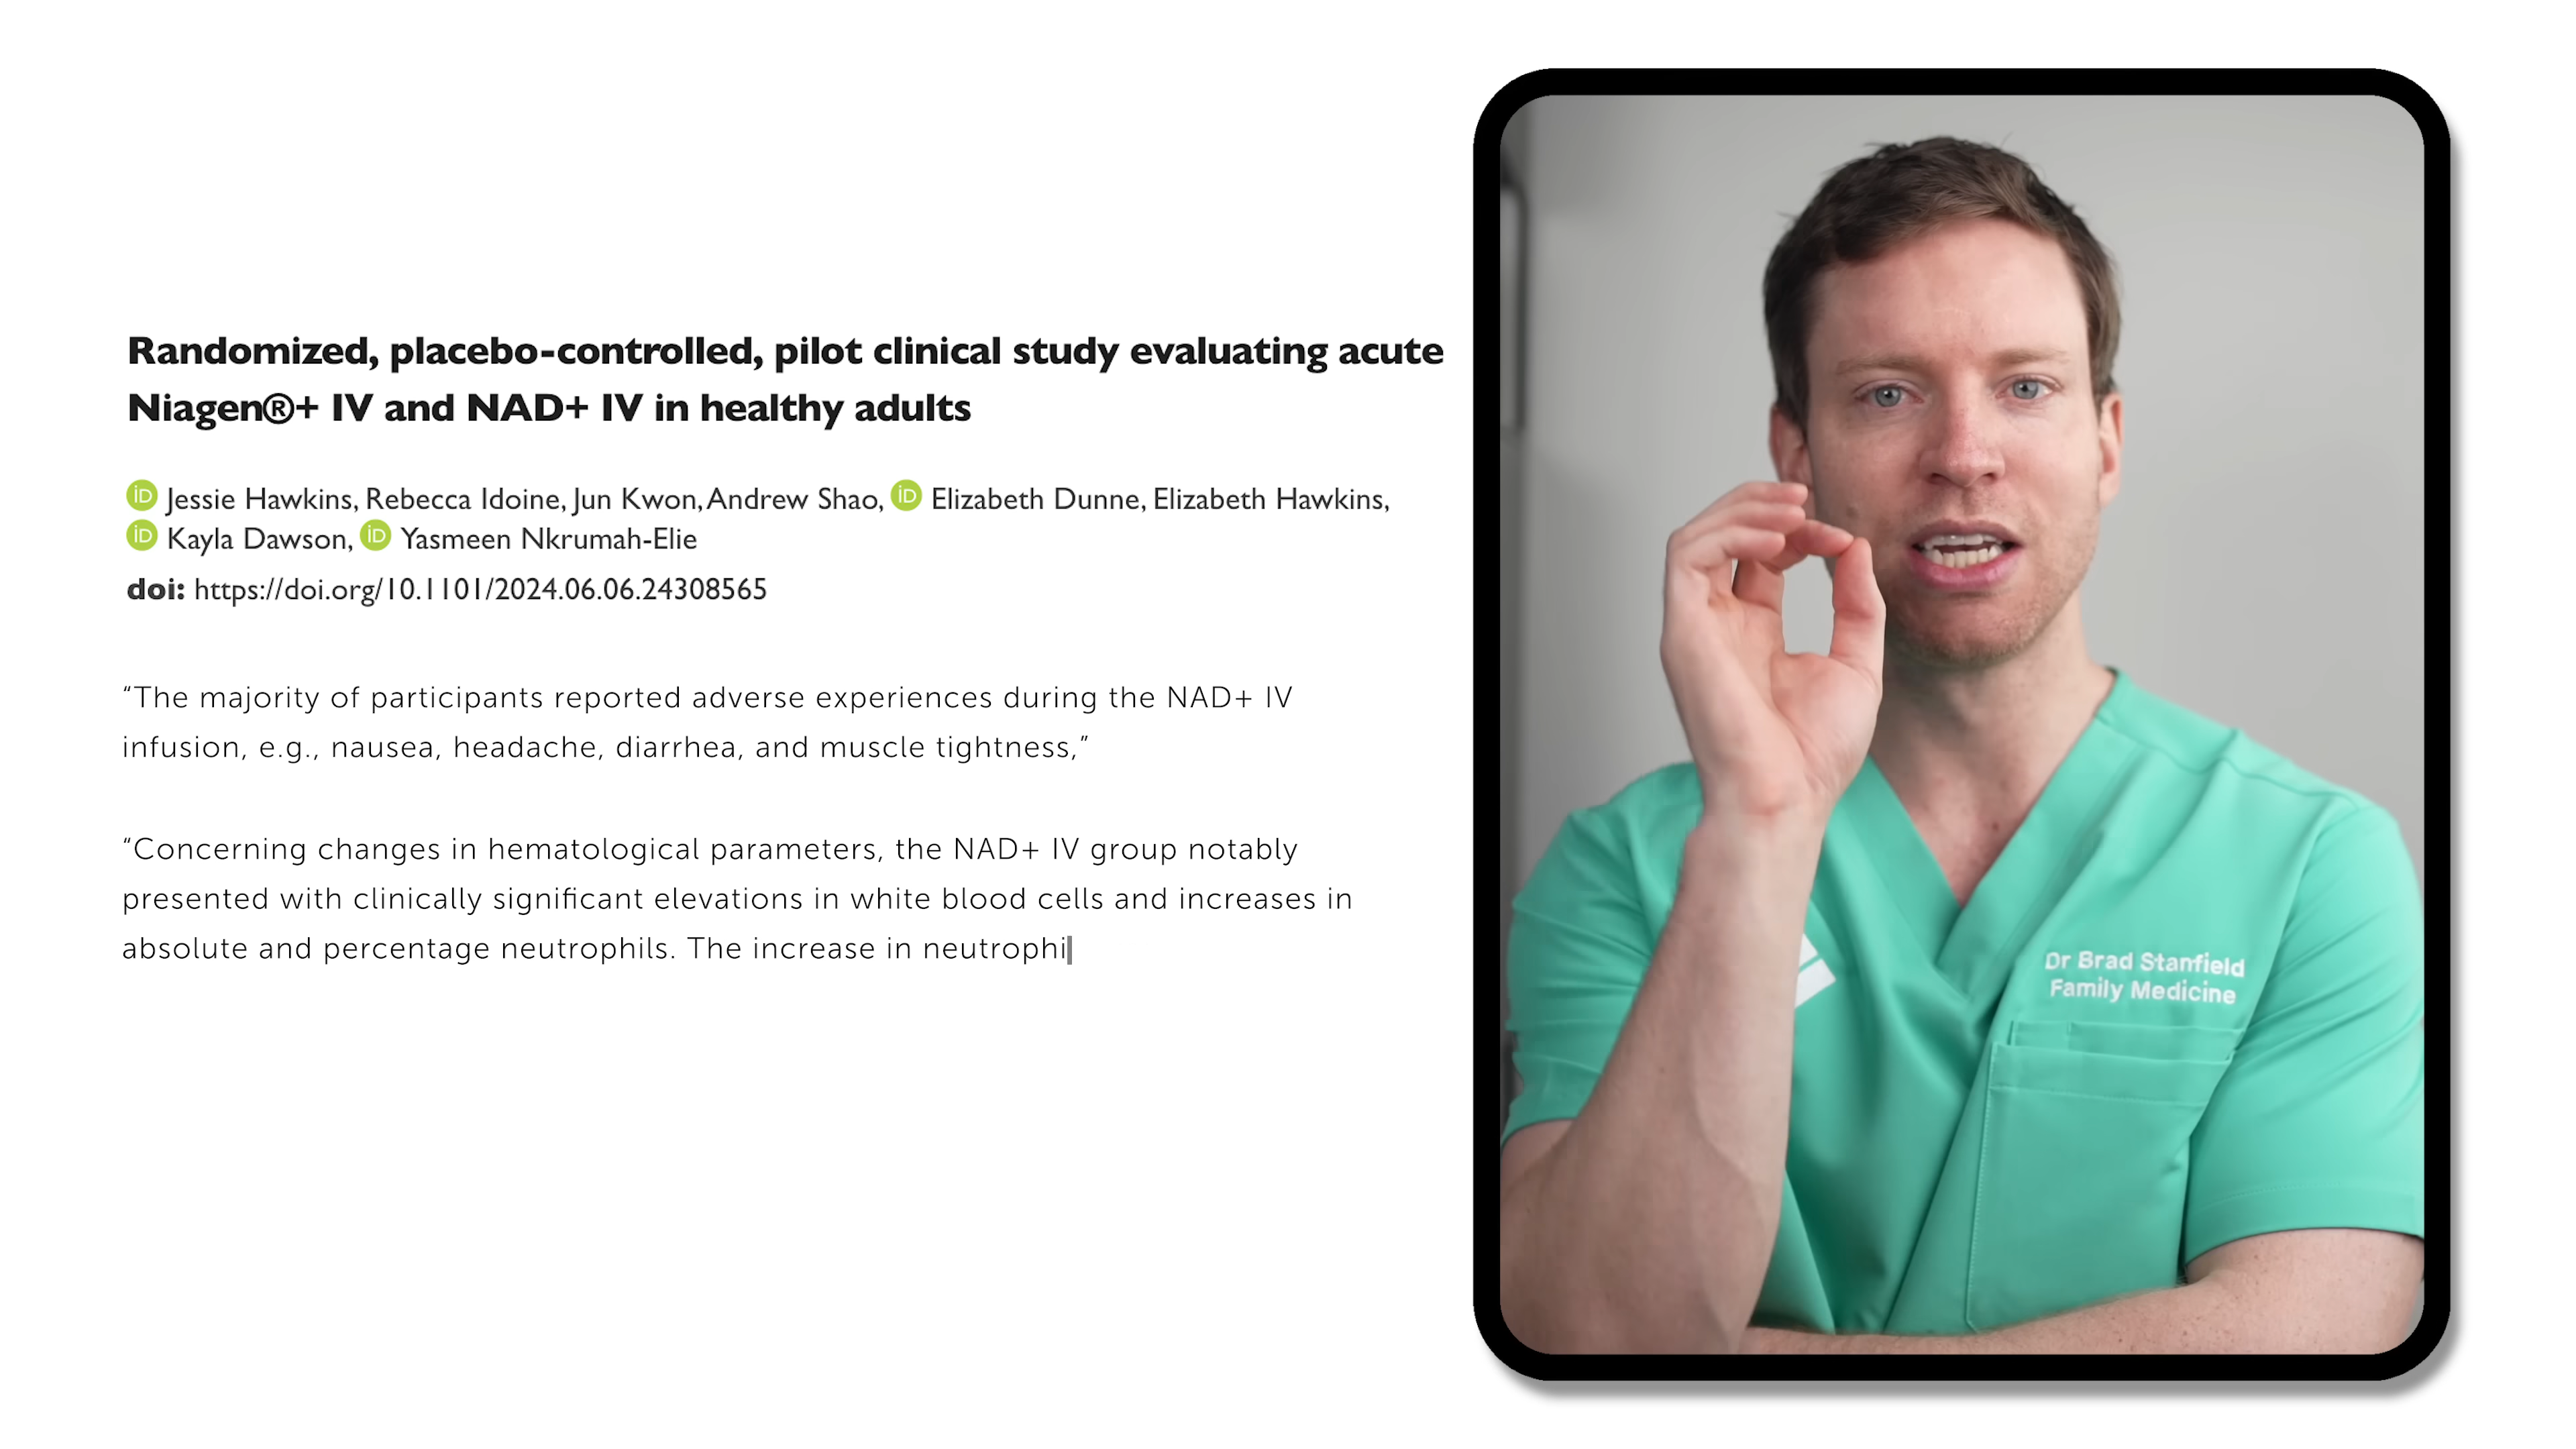 Randomized, placebo-controlled, pilot clinical study evaluating acute
Niagen®+ IV and NAD+ IV in healthy adults
iD Jessie Hawkins, Rebecca Idoine, Jun Kwon, Andrew Shao, iD Elizabeth Dunne, Elizabeth Hawkins,
iD Kayla Dawson, iD Yasmeen Nkrumah-Elie
doi: https://doi.org/10.1101/2024.06.06.24308565
“The majority of participants reported adverse experiences during the NAD+ IV
infusion, e.g., nausea, headache, diarrhea, and muscle tightness,”
“Concerning changes in hematological parameters, the NAD+ IV group notably
presented with clinically significant elevations in white blood cells and increases in
absolute and percentage neutrophils. The increase in neutrophi
Dr Brad Stanfield
Family Medicine